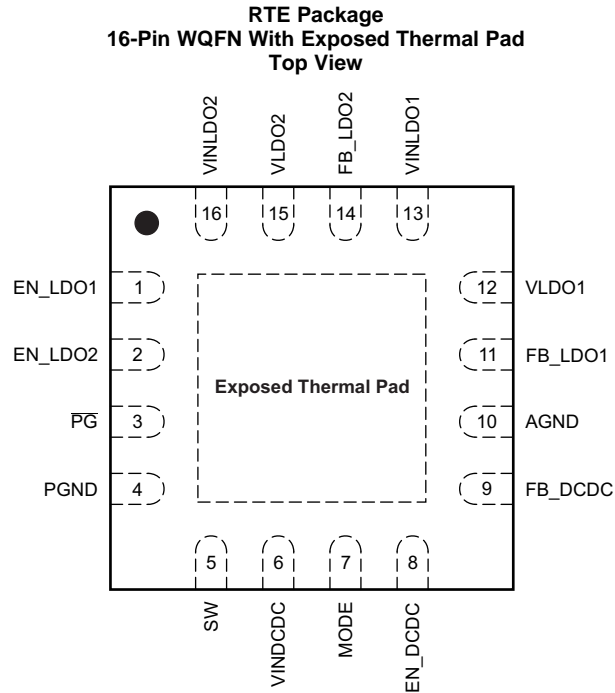 RTE Package
16-Pin WQFN With Exposed Thermal Pad
Top View
VINLDO2
VLDO2
FB_LDO2
VINLDO1
16
15
14
13
EN_LDO1
1
12
VLDO1
EN_LDO2
2
11
FB_LDO1
Exposed Thermal Pad
P̅G̅
3
10
AGND
PGND
4
9
FB_DCDC
5
6
7
8
SW
VINDCDC
MODE
EN_DCDC